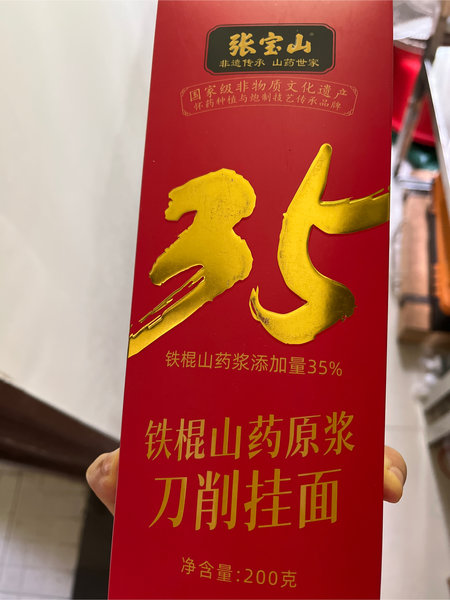 张宝山
非遗传承 山药世家
国家级非物质文化遗产
怀药种植与炮制技艺传承品牌
35
铁棍山药浆添加量35%
铁棍山药原浆
刀削挂面
净含量:200克